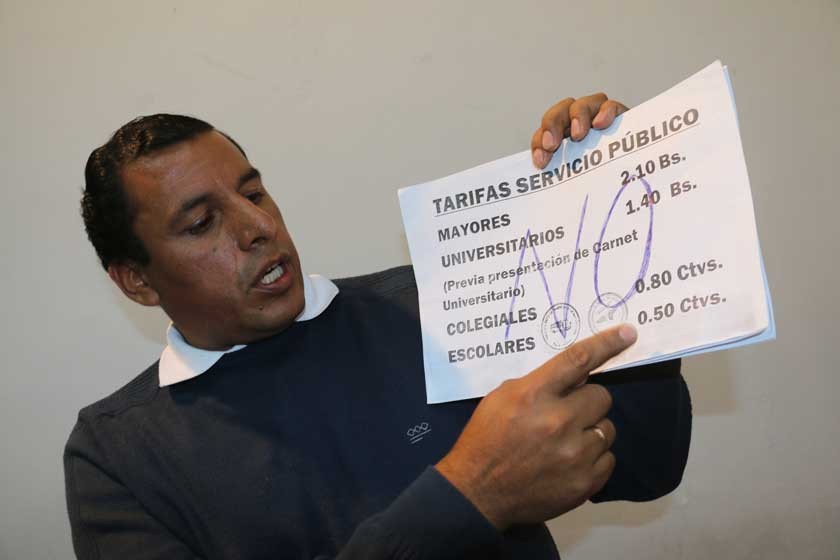 TARIFAS SERVICIO PÚBLICO
MAYORES 2.10 Bs.
UNIVERSITARIOS 1.40 Bs.
(Previa presentación de Carnet
Universitario)
COLEGIALES 0.80 Ctvs.
ESCOLARES 0.50 Ctvs.
NO